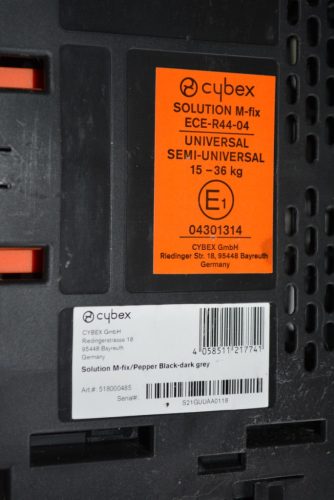 cybex
SOLUTION M-fix
ECE-R44-04
UNIVERSAL
SEMI-UNIVERSAL
15 - 36 kg
E1
04301314
CYBEX GmbH
Riedinger Str. 18, 95448 Bayreuth
Germany
cybex
CYBEX GmbH
Riedingerstrasse 18
95448 Bayreuth
Germany
4 058511 217741
Solution M-fix/Pepper Black-dark grey
Art.#: 518000485
Serial#:
S21GUUAA0118